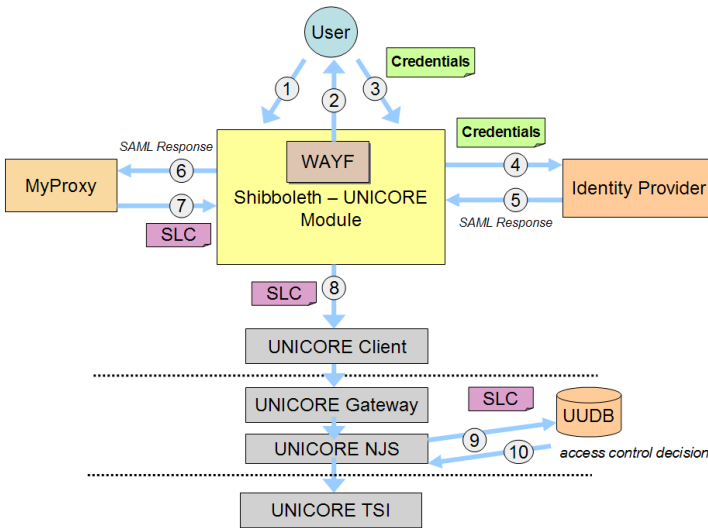 User
Credentials
1
2
3
Credentials
SAML Response
WAYF
4
6
MyProxy
Shibboleth – UNICORE
Module
Identity Provider
7
5
SAML Response
SLC
SLC
8
UNICORE Client
UNICORE Gateway
SLC
UUDB
UNICORE NJS
9
10
access control decision
UNICORE TSI